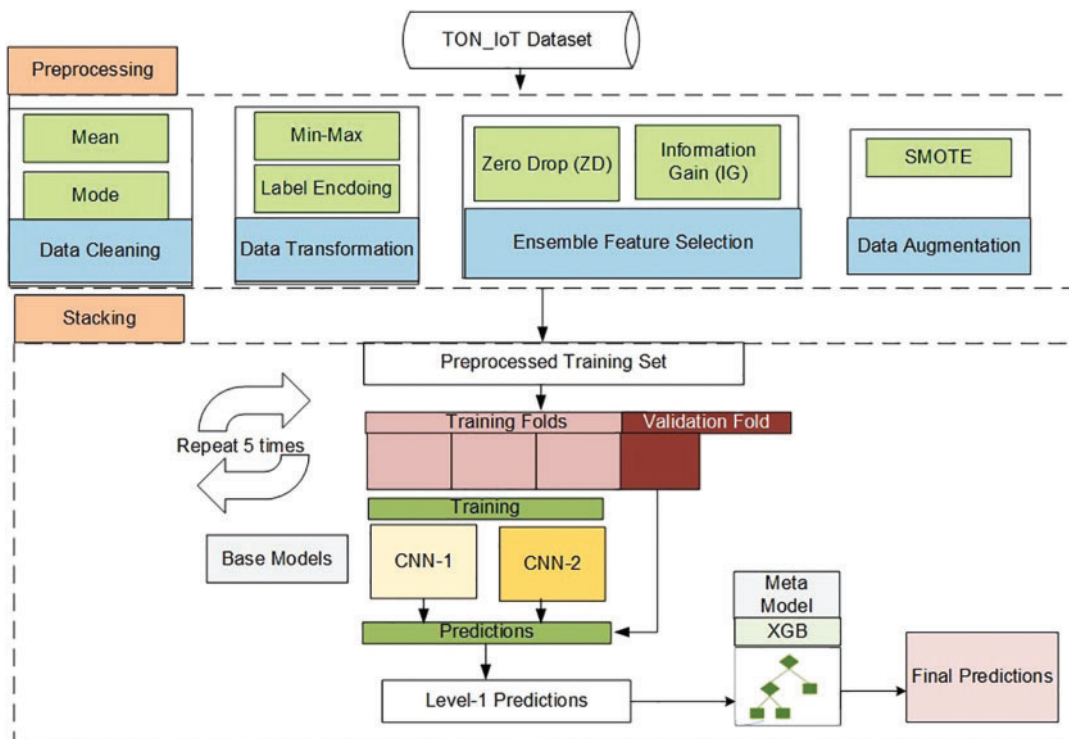 TON_IoT Dataset
Preprocessing
Mean
Mode
Data Cleaning
Min-Max
Label Encdoing
Data Transformation
Zero Drop (ZD)
Information
Gain (IG)
Ensemble Feature Selection
SMOTE
Data Augmentation
Stacking
Preprocessed Training Set
Repeat 5 times
Training Folds
Validation Fold
Training
Base Models
CNN-1
CNN-2
Predictions
Level-1 Predictions
Meta
Model
XGB
Final Predictions